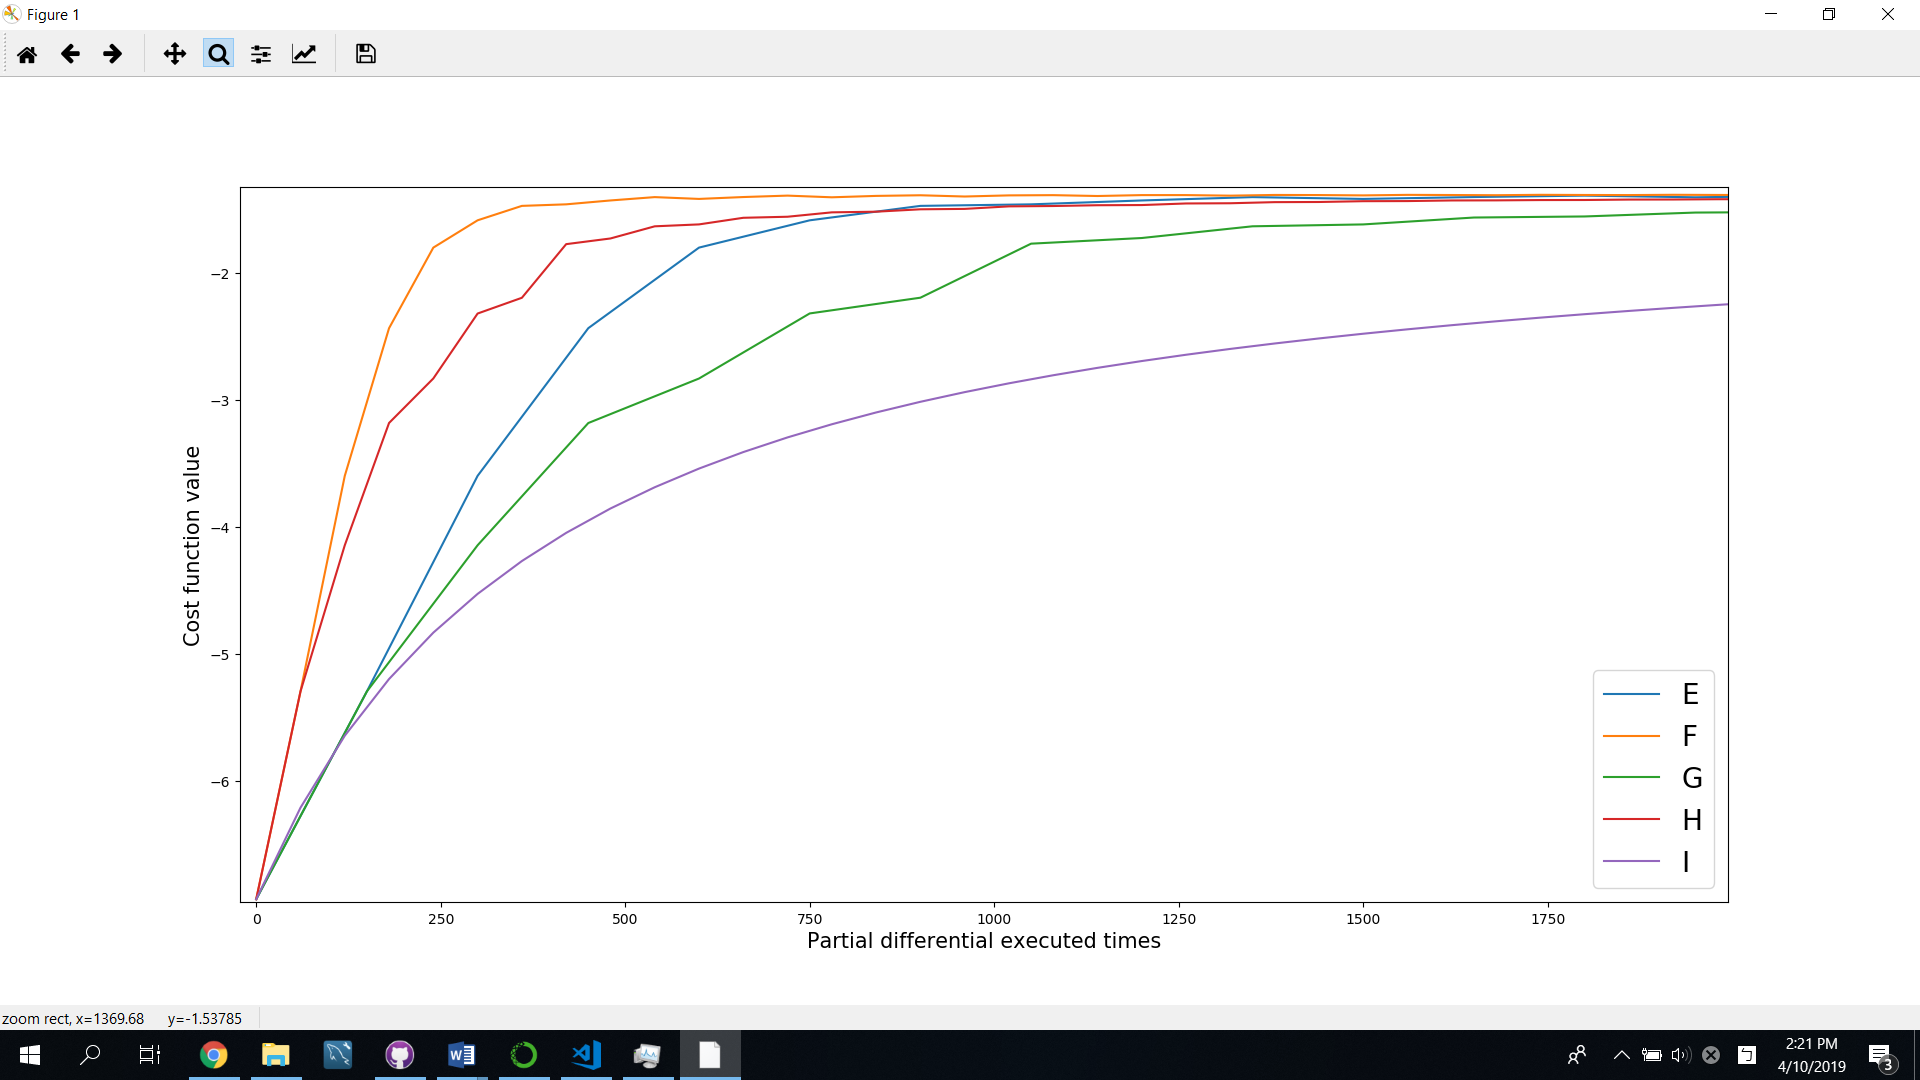 Figure 1
−2
−3
−4
−5
−6
Cost function value
0 250 500 750 1000 1250 1500 1750
Partial differential executed times
E
F
G
H
I
zoom rect, x=1369.68 y=-1.53785
2:21 PM
4/10/2019
3